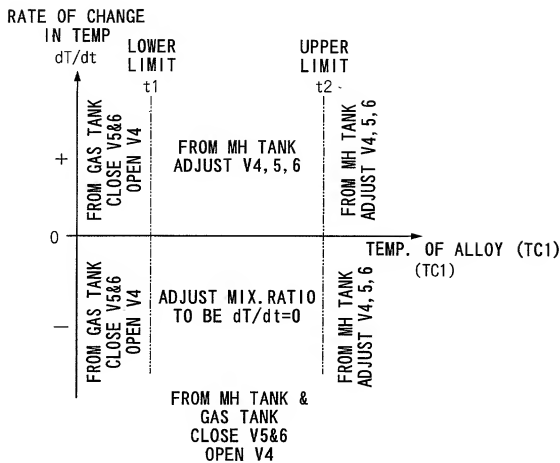 RATE OF CHANGE
IN TEMP
dT/dt
LOWER
LIMIT
t1
UPPER
LIMIT
t2
+
FROM GAS TANK
CLOSE V5&6
OPEN V4
FROM MH TANK
ADJUST V4, 5, 6
FROM MH TANK
ADJUST V4, 5, 6
0
TEMP. OF ALLOY (TC1)
(TC1)
−
FROM GAS TANK
CLOSE V5&6
OPEN V4
ADJUST MIX.RATIO
TO BE dT/dt=0
FROM MH TANK
ADJUST V4, 5, 6
FROM MH TANK &
GAS TANK
CLOSE V5&6
OPEN V4